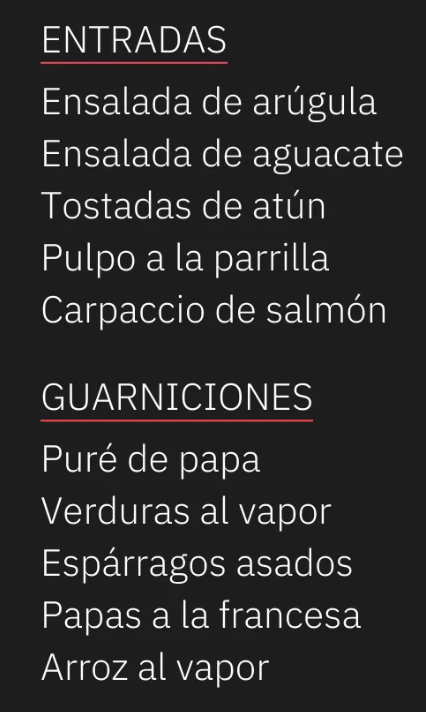 ENTRADAS
Ensalada de arúgula
Ensalada de aguacate
Tostadas de atún
Pulpo a la parrilla
Carpaccio de salmón
GUARNICIONES
Puré de papa
Verduras al vapor
Espárragos asados
Papas a la francesa
Arroz al vapor